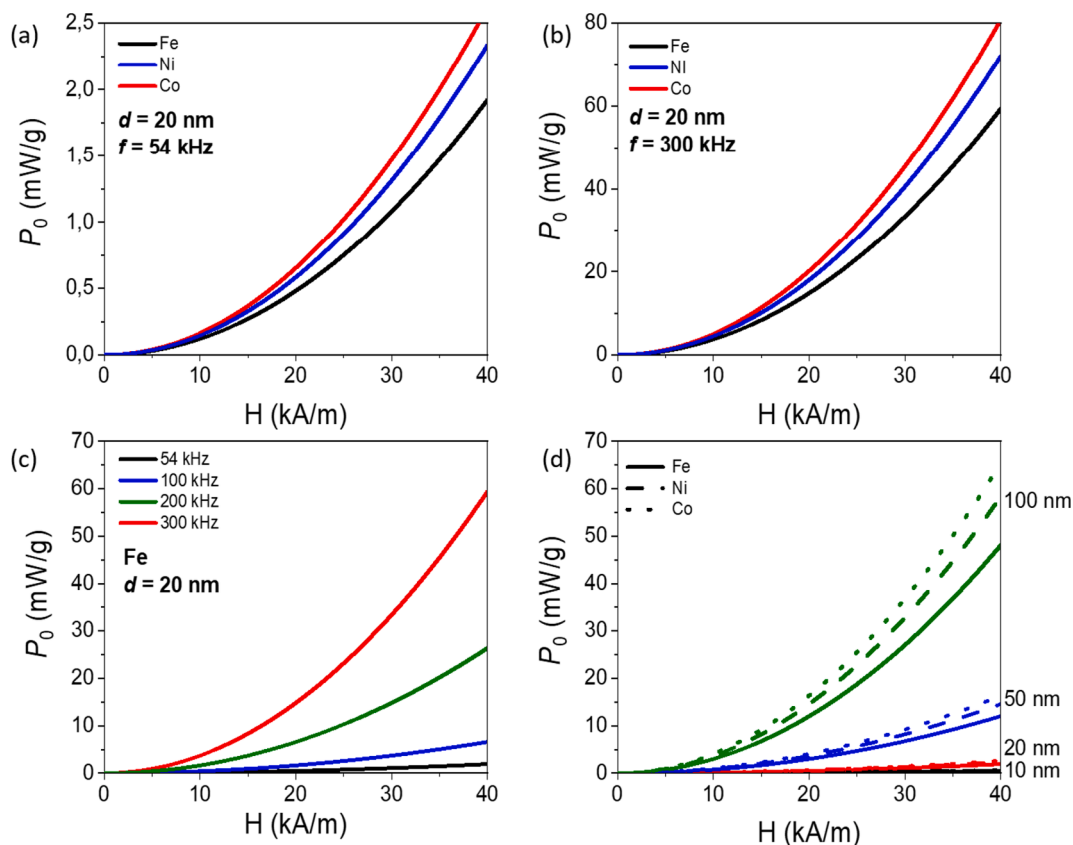 (a)
2,5
2,0
1,5
1,0
0,5
0,0
P0 (mW/g)
Fe
Ni
Co
d = 20 nm
f = 54 kHz
0
10
20
30
40
H (kA/m)
(b)
80
60
40
20
0
P0 (mW/g)
Fe
NI
Co
d = 20 nm
f = 300 kHz
0
10
20
30
40
H (kA/m)
(c)
70
60
50
40
30
20
10
0
P0 (mW/g)
54 kHz
100 kHz
200 kHz
300 kHz
Fe
d = 20 nm
0
10
20
30
40
H (kA/m)
(d)
70
60
50
40
30
20
10
0
P0 (mW/g)
Fe
Ni
Co
100 nm
50 nm
20 nm
10 nm
0
10
20
30
40
H (kA/m)